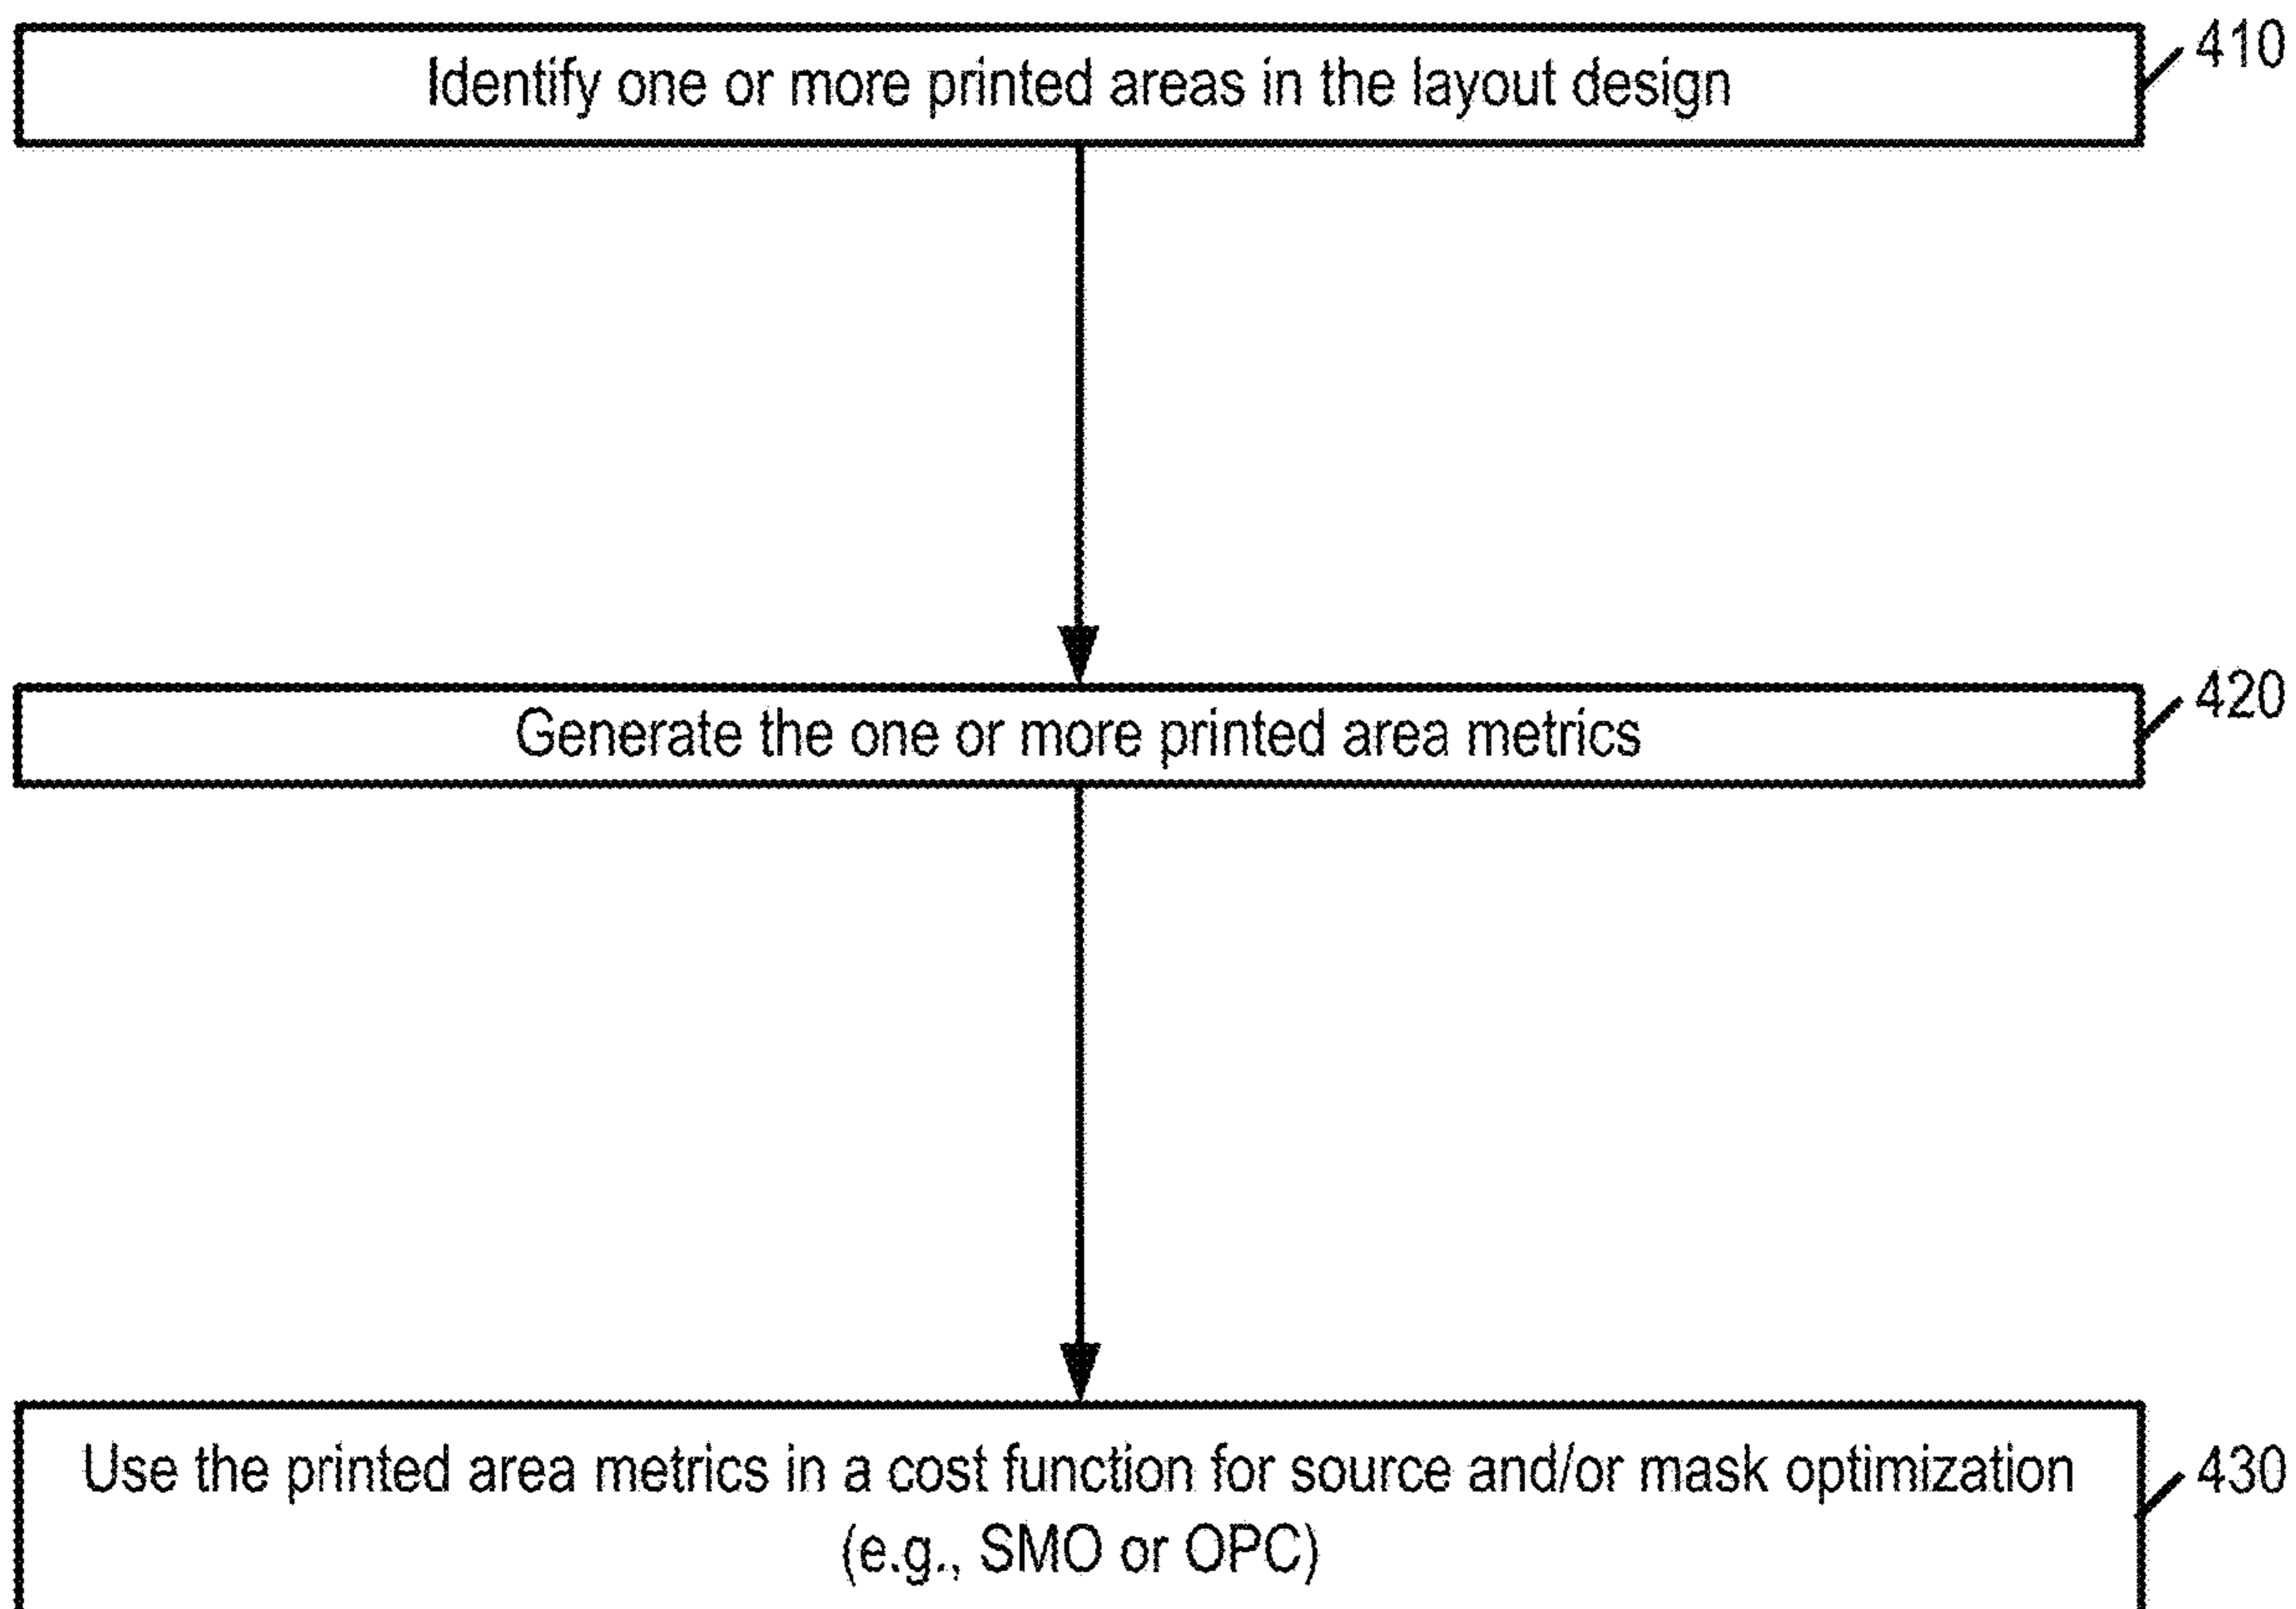 Identify one or more printed areas in the layout design
410
Generate the one or more printed area metrics
420
Use the printed area metrics in a cost function for source and/or mask optimization
(e.g., SMO or OPC)
430